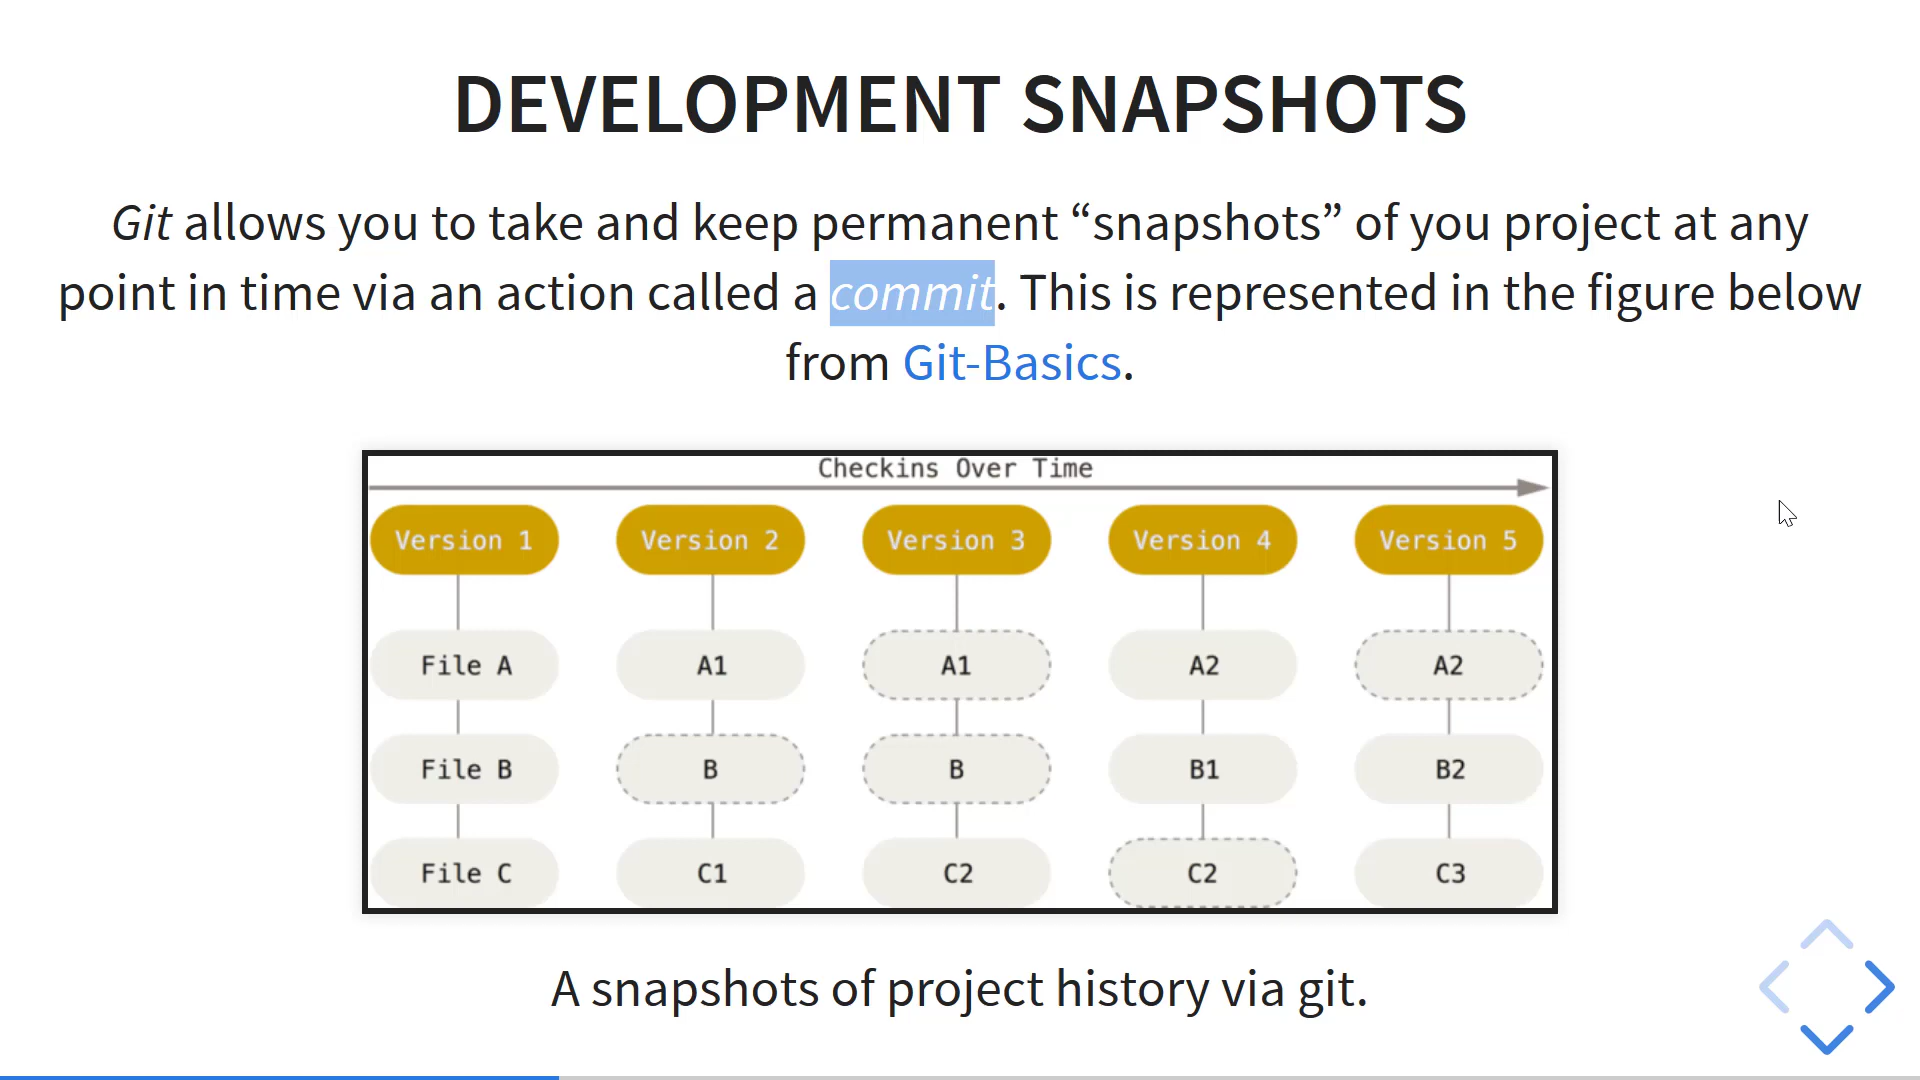 DEVELOPMENT SNAPSHOTS
Git allows you to take and keep permanent “snapshots” of you project at any
point in time via an action called a commit. This is represented in the figure below
from Git-Basics.
Checkins Over Time
Version 1 Version 2 Version 3 Version 4 Version 5
File A A1 A1 A2 A2
File B B B B1 B2
File C C1 C2 C2 C3
A snapshots of project history via git.